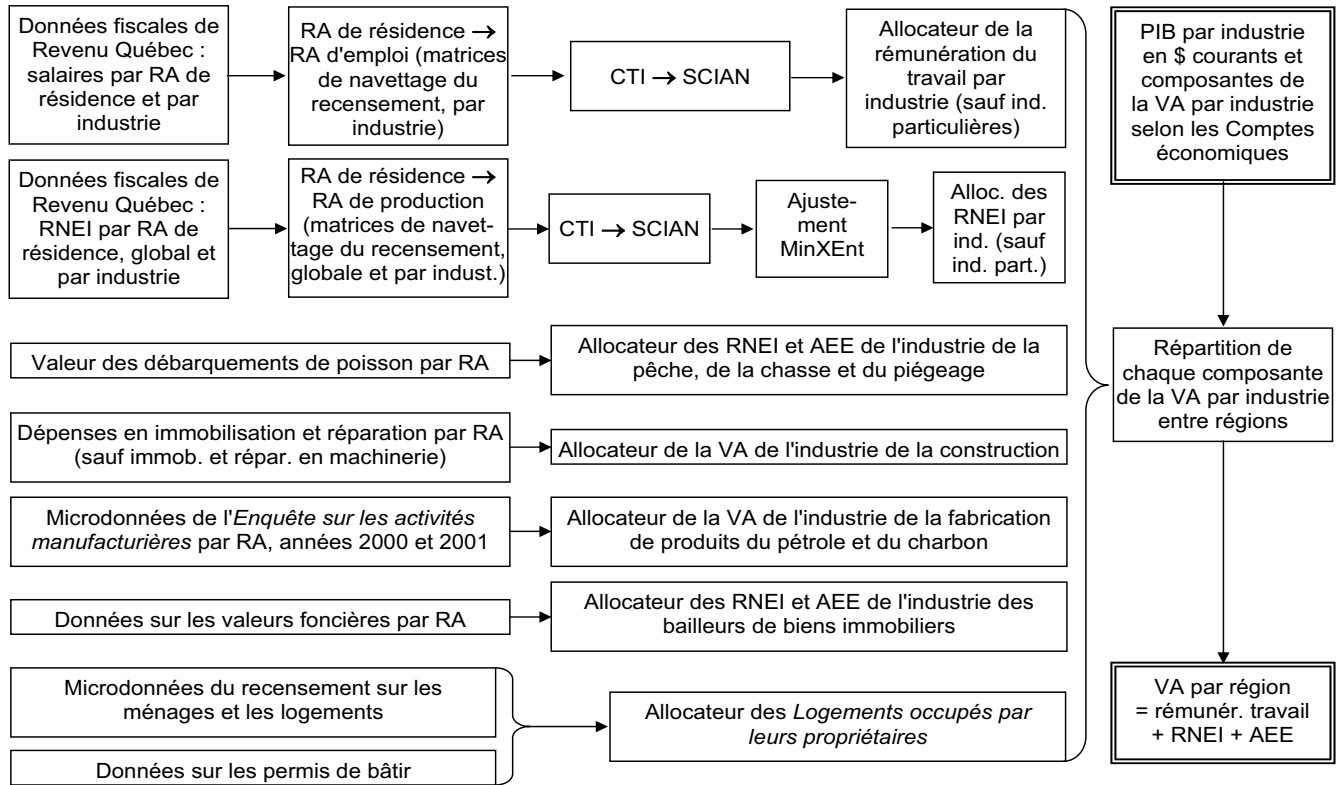 Données fiscales de
Revenu Québec :
salaires par RA de
résidence et par
industrie
RA de résidence →
RA d'emploi (matrices
de navettage du
recensement, par
industrie)
CTI → SCIAN
Allocateur de la
rémunération du
travail par
industrie (sauf ind.
particulières)
PIB par industrie
en $ courants et
composantes de
la VA par industrie
selon les Comptes
économiques
Données fiscales de
Revenu Québec :
RNEI par RA de
résidence, global et
par industrie
RA de résidence →
RA de production
(matrices de navet-
tage du recensement,
globale et par indust.)
CTI → SCIAN
Ajuste-
ment
MinXEnt
Alloc. des
RNEI par
ind. (sauf
ind. part.)
Valeur des débarquements de poisson par RA
Allocateur des RNEI et AEE de l'industrie de la
pêche, de la chasse et du piégeage
Répartition de
chaque composante
de la VA par industrie
entre régions
Dépenses en immobilisation et réparation par RA
(sauf immob. et répar. en machinerie)
Allocateur de la VA de l'industrie de la construction
Microdonnées de l'Enquête sur les activités
manufacturières par RA, années 2000 et 2001
Allocateur de la VA de l'industrie de la fabrication
de produits du pétrole et du charbon
Données sur les valeurs foncières par RA
Allocateur des RNEI et AEE de l'industrie des
bailleurs de biens immobiliers
Microdonnées du recensement sur les
ménages et les logements
Données sur les permis de bâtir
Allocateur des Logements occupés par
leurs propriétaires
VA par région
= rémunér. travail
+ RNEI + AEE